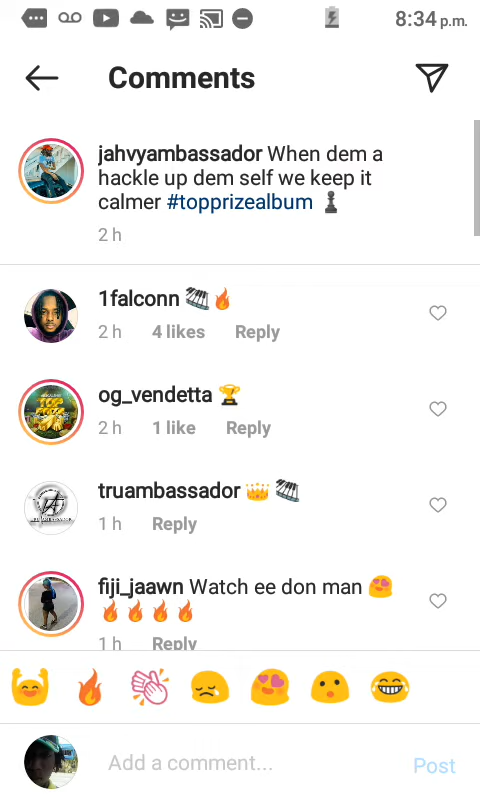 8:34 p.m.
Comments
jahvyambassador When dem a
hackle up dem self we keep it
calmer #topprizealbum ♟
2 h
1falconn 🎹🔥
2 h 4 likes Reply
og_vendetta 🏆
2 h 1 like Reply
truambassador 👑🎹
1 h Reply
fiji_jaawn Watch ee don man 😍
🔥🔥🔥🔥
1 h Reply
🙌🔥👏😢😍😮😂
Add a comment... Post